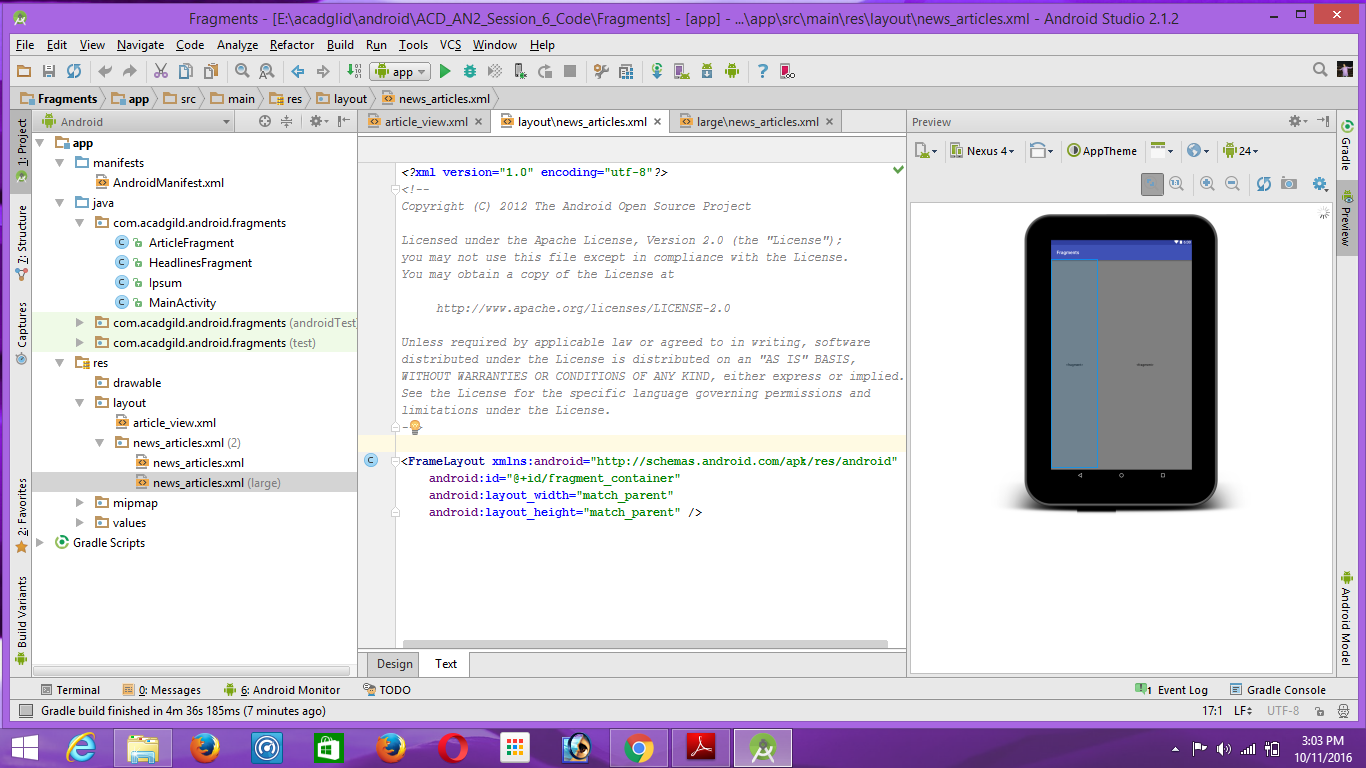 Fragments - [E:\acadglid\android\ACD_AN2_Session_6_Code\Fragments] - [app] - ...\app\src\main\res\layout\news_articles.xml - Android Studio 2.1.2
File Edit View Navigate Code Analyze Refactor Build Run Tools VCS Window Help
app
Fragments app src main res layout news_articles.xml
Android
article_view.xml layout\news_articles.xml large\news_articles.xml
Preview
1: Project
7: Structure
Captures
2: Favorites
Build Variants
app
manifests
AndroidManifest.xml
java
com.acadgild.android.fragments
ArticleFragment
HeadlinesFragment
Ipsum
MainActivity
com.acadgild.android.fragments (androidTest
com.acadgild.android.fragments (test)
res
drawable
layout
article_view.xml
news_articles.xml (2)
news_articles.xml
news_articles.xml (large)
mipmap
values
Gradle Scripts
<?xml version="1.0" encoding="utf-8"?>
<!--
Copyright (C) 2012 The Android Open Source Project
Licensed under the Apache License, Version 2.0 (the "License");
you may not use this file except in compliance with the License.
You may obtain a copy of the License at
http://www.apache.org/licenses/LICENSE-2.0
Unless required by applicable law or agreed to in writing, software
distributed under the License is distributed on an "AS IS" BASIS,
WITHOUT WARRANTIES OR CONDITIONS OF ANY KIND, either express or implied.
See the License for the specific language governing permissions and
limitations under the License.
<FrameLayout xmlns:android="http://schemas.android.com/apk/res/android"
android:id="@+id/fragment_container"
android:layout_width="match_parent"
android:layout_height="match_parent" />
Design Text
Nexus 4 AppTheme 24
Fragments
Gradle
Preview
Android Model
Terminal 0: Messages 6: Android Monitor TODO 1 Event Log Gradle Console
Gradle build finished in 4m 36s 185ms (7 minutes ago) 17:1 LF UTF-8
3:03 PM
10/11/2016